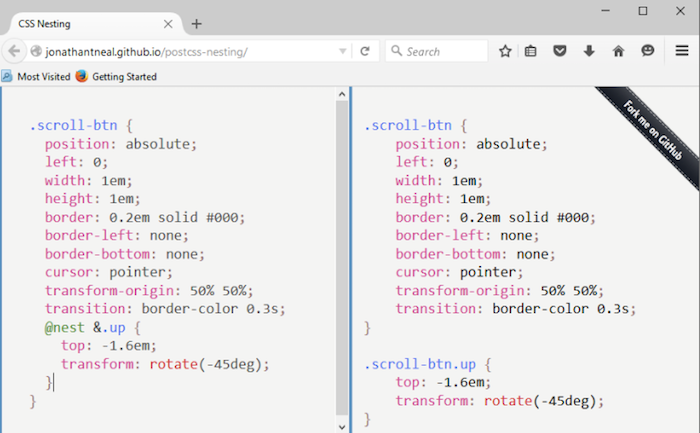 CSS Nesting
jonathantneal.github.io/postcss-nesting/
Search
Most Visited
Getting Started
.scroll-btn {
position: absolute;
left: 0;
width: 1em;
height: 1em;
border: 0.2em solid #000;
border-left: none;
border-bottom: none;
cursor: pointer;
transform-origin: 50% 50%;
transition: border-color 0.3s;
@nest &.up {
top: -1.6em;
transform: rotate(-45deg);
}
}
.scroll-btn {
position: absolute;
left: 0;
width: 1em;
height: 1em;
border: 0.2em solid #000;
border-left: none;
border-bottom: none;
cursor: pointer;
transform-origin: 50% 50%;
transition: border-color 0.3s;
}
.scroll-btn.up {
top: -1.6em;
transform: rotate(-45deg);
}
Fork me on GitHub